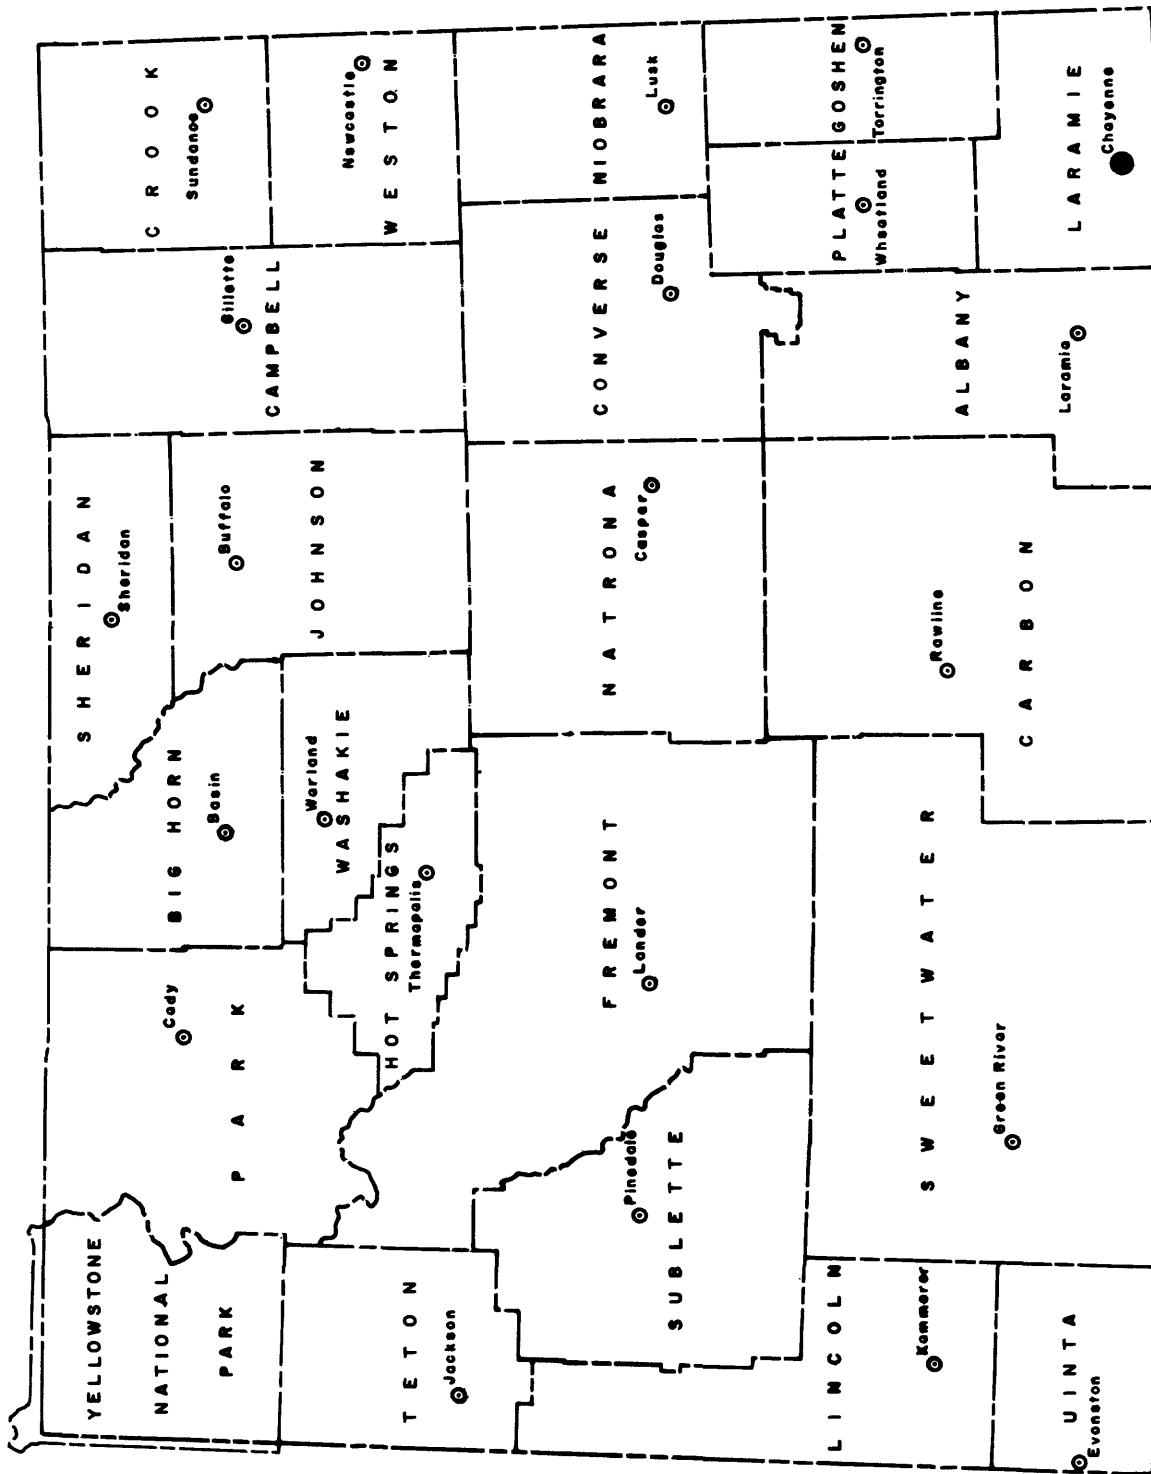 YELLOWSTONE
NATIONAL
PARK
PARK
Cody
BIG HORN
Basin
SHERIDAN
Sheridan
JOHNSON
Buffalo
CAMPBELL
Gillette
CROOK
Sundance
WESTON
Newcastle
TETON
Jackson
HOT SPRINGS
Thermopolis
WASHAKIE
Worland
FREMONT
Lander
SUBLETTE
Pinedale
NATRONA
Casper
CONVERSE
Douglas
NIOBRARA
Lusk
PLATTE
Wheatland
GOSHEN
Torrington
LINCOLN
Kemmerer
SWEETWATER
Green River
CARBON
Rawlins
ALBANY
Laramie
LARAMIE
Cheyenne
UINTA
Evanston